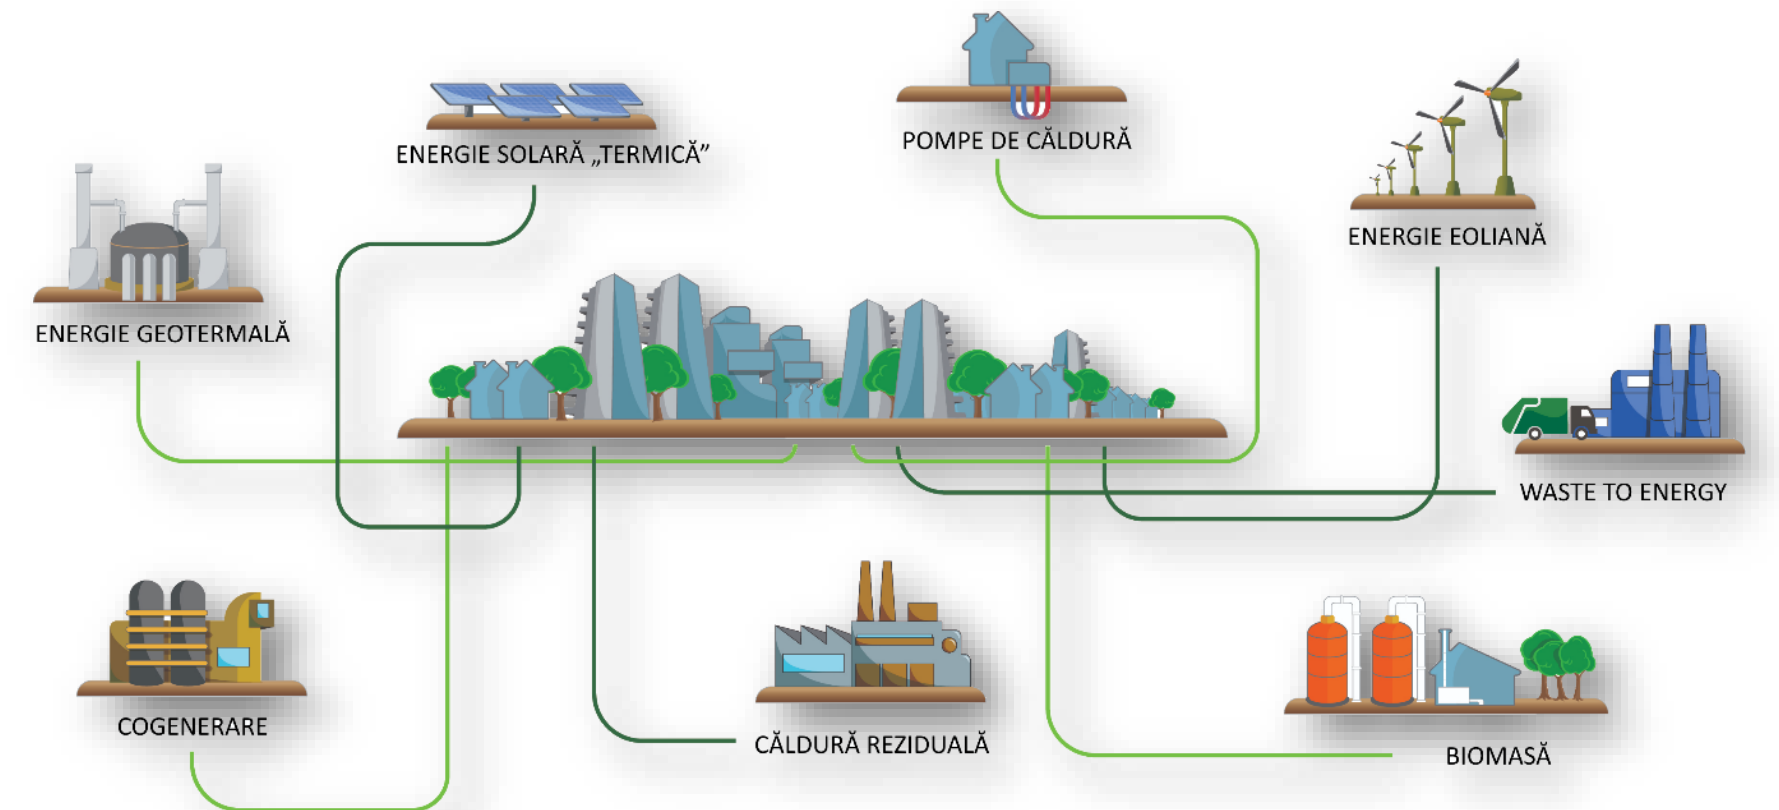 POMPE DE CĂLDURĂ
ENERGIE SOLARĂ „TERMICĂ”
ENERGIE EOLIANĂ
ENERGIE GEOTERMALĂ
WASTE TO ENERGY
COGENERARE
CĂLDURĂ REZIDUALĂ
BIOMASĂ